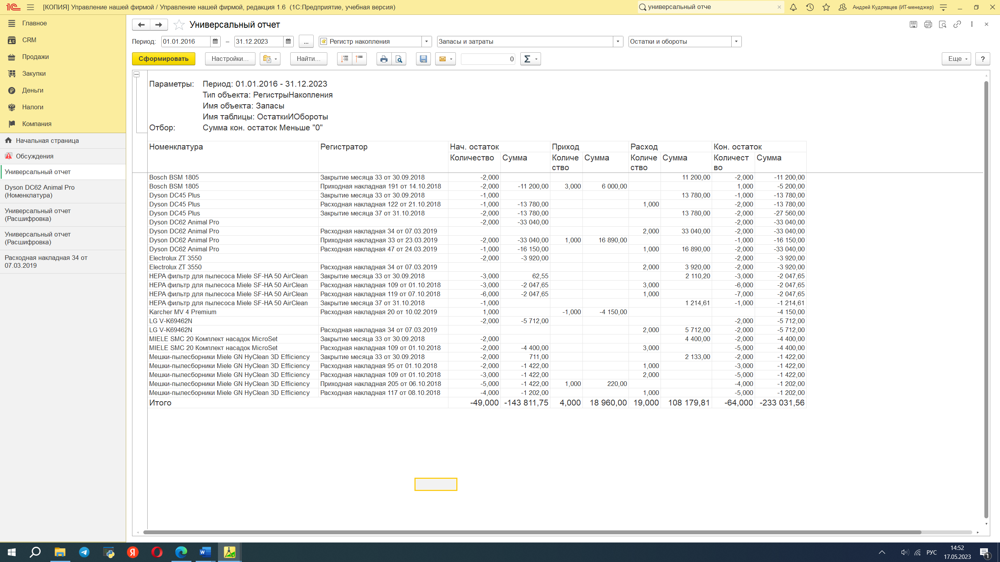 1С [КОПИЯ] Управление нашей фирмой / Управление нашей фирмой, редакция 1.6 (1С:Предприятие, учебная версия) универсальный отче Андрей Кудрявцев (ИТ-менеджер)
Главное
CRM
Продажи
Закупки
Деньги
Налоги
Компания
Начальная страница
Обсуждения
Универсальный отчет
Dyson DC62 Animal Pro
(Номенклатура)
Универсальный отчет
(Расшифровка)
Универсальный отчет
(Расшифровка)
Расходная накладная 34 от
07.03.2019
Универсальный отчет
Период: 01.01.2016 – 31.12.2023 ... Регистр накопления Запасы и затраты Остатки и обороты
Сформировать Настройки... Найти... 0 Σ Еще ?
Параметры: Период: 01.01.2016 - 31.12.2023
Тип объекта: РегистрыНакопления
Имя объекта: Запасы
Имя таблицы: ОстаткиИОбороты
Отбор: Сумма кон. остаток Меньше "0"
Номенклатура Регистратор Нач. остаток Приход Расход Кон. остаток
Количество Сумма Количе Сумма Количе Сумма Количест Сумма
ство ство во
Bosch BSM 1805 Закрытие месяца 33 от 30.09.2018 -2,000 11 200,00 -2,000 -11 200,00
Bosch BSM 1805 Приходная накладная 191 от 14.10.2018 -2,000 -11 200,00 3,000 6 000,00 1,000 -5 200,00
Dyson DC45 Plus Закрытие месяца 33 от 30.09.2018 -1,000 13 780,00 -1,000 -13 780,00
Dyson DC45 Plus Расходная накладная 122 от 21.10.2018 -1,000 -13 780,00 1,000 -2,000 -13 780,00
Dyson DC45 Plus Закрытие месяца 37 от 31.10.2018 -2,000 -13 780,00 13 780,00 -2,000 -27 560,00
Dyson DC62 Animal Pro -2,000 -33 040,00 -2,000 -33 040,00
Dyson DC62 Animal Pro Расходная накладная 34 от 07.03.2019 2,000 33 040,00 -2,000 -33 040,00
Dyson DC62 Animal Pro Приходная накладная 33 от 23.03.2019 -2,000 -33 040,00 1,000 16 890,00 -1,000 -16 150,00
Dyson DC62 Animal Pro Расходная накладная 47 от 24.03.2019 -1,000 -16 150,00 1,000 16 890,00 -2,000 -33 040,00
Electrolux ZT 3550 -2,000 -3 920,00 -2,000 -3 920,00
Electrolux ZT 3550 Расходная накладная 34 от 07.03.2019 2,000 3 920,00 -2,000 -3 920,00
HEPA фильтр для пылесоса Miele SF-HA 50 AirClean Закрытие месяца 33 от 30.09.2018 -3,000 62,55 2 110,20 -3,000 -2 047,65
HEPA фильтр для пылесоса Miele SF-HA 50 AirClean Расходная накладная 109 от 01.10.2018 -3,000 -2 047,65 3,000 -6,000 -2 047,65
HEPA фильтр для пылесоса Miele SF-HA 50 AirClean Расходная накладная 119 от 07.10.2018 -6,000 -2 047,65 1,000 -7,000 -2 047,65
HEPA фильтр для пылесоса Miele SF-HA 50 AirClean Закрытие месяца 37 от 31.10.2018 -1,000 1 214,61 -1,000 -1 214,61
Karcher MV 4 Premium Расходная накладная 20 от 10.02.2019 1,000 -1,000 -4 150,00 -4 150,00
LG V-K69462N -2,000 -5 712,00 -2,000 -5 712,00
LG V-K69462N Расходная накладная 34 от 07.03.2019 2,000 5 712,00 -2,000 -5 712,00
MIELE SMC 20 Комплект насадок MicroSet Закрытие месяца 33 от 30.09.2018 -2,000 4 400,00 -2,000 -4 400,00
MIELE SMC 20 Комплект насадок MicroSet Расходная накладная 109 от 01.10.2018 -2,000 -4 400,00 3,000 -5,000 -4 400,00
Мешки-пылесборники Miele GN HyClean 3D Efficiency Закрытие месяца 33 от 30.09.2018 -2,000 711,00 2 133,00 -2,000 -1 422,00
Мешки-пылесборники Miele GN HyClean 3D Efficiency Расходная накладная 95 от 01.10.2018 -2,000 -1 422,00 1,000 -3,000 -1 422,00
Мешки-пылесборники Miele GN HyClean 3D Efficiency Расходная накладная 109 от 01.10.2018 -3,000 -1 422,00 2,000 -5,000 -1 422,00
Мешки-пылесборники Miele GN HyClean 3D Efficiency Приходная накладная 205 от 06.10.2018 -5,000 -1 422,00 1,000 220,00 -4,000 -1 202,00
Мешки-пылесборники Miele GN HyClean 3D Efficiency Расходная накладная 117 от 08.10.2018 -4,000 -1 202,00 1,000 -5,000 -1 202,00
Итого -49,000 -143 811,75 4,000 18 960,00 19,000 108 179,81 -64,000 -233 031,56
РУС 14:52
17.05.2023 1